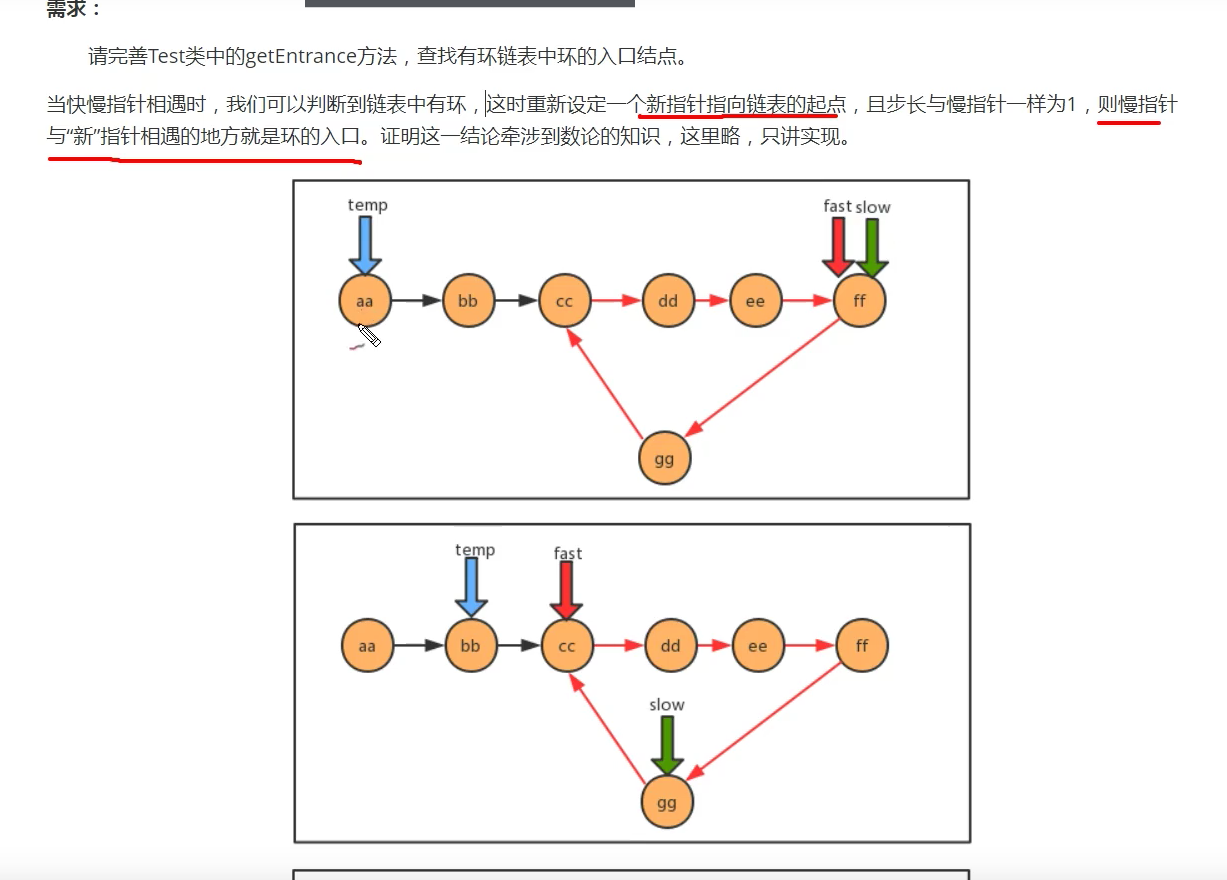 需求：
请完善Test类中的getEntrance方法，查找有环链表中环的入口结点。
当快慢指针相遇时，我们可以判断到链表中有环，这时重新设定一个新指针指向链表的起点，且步长与慢指针一样为1，则慢指针
与“新”指针相遇的地方就是环的入口。证明这一结论牵涉到数论的知识，这里略，只讲实现。
temp fast slow
aa bb cc dd ee ff
gg
temp fast
aa bb cc dd ee ff
slow
gg